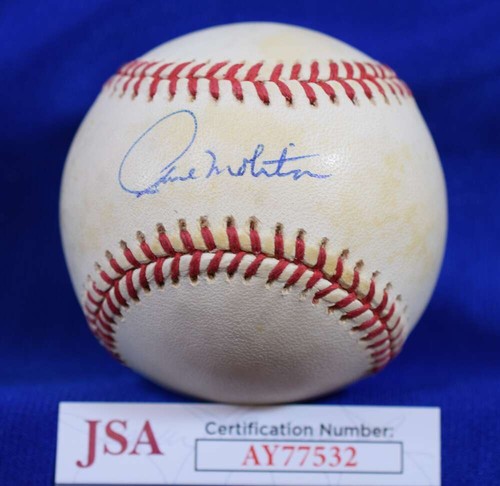 Paul Molitor
JSA
Certification Number:
AY77532